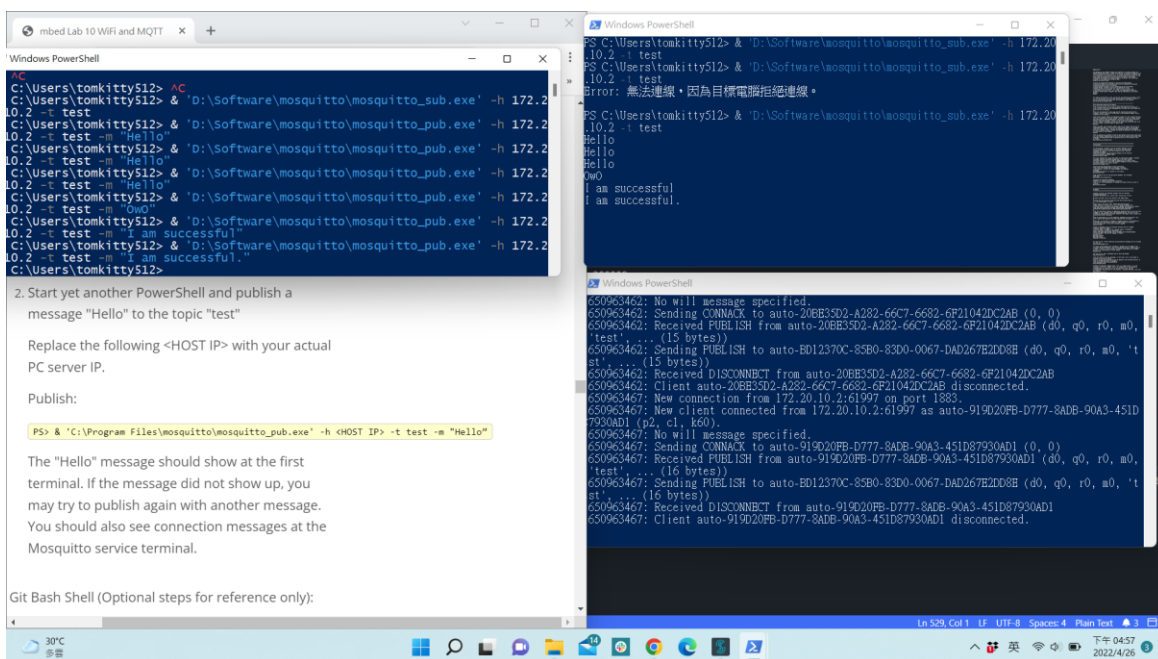 mbed Lab 10 WiFi and MQTT
Windows PowerShell
^C
C:\Users\tomkitty512> ^C
C:\Users\tomkitty512> & 'D:\Software\mosquitto\mosquitto_sub.exe' -h 172.2
10.2 -t test
C:\Users\tomkitty512> & 'D:\Software\mosquitto\mosquitto_pub.exe' -h 172.2
10.2 -t test -m "Hello"
C:\Users\tomkitty512> & 'D:\Software\mosquitto\mosquitto_pub.exe' -h 172.2
10.2 -t test -m "Hello"
C:\Users\tomkitty512> & 'D:\Software\mosquitto\mosquitto_pub.exe' -h 172.2
10.2 -t test -m "Hello"
C:\Users\tomkitty512> & 'D:\Software\mosquitto\mosquitto_pub.exe' -h 172.2
10.2 -t test -m "OwO"
C:\Users\tomkitty512> & 'D:\Software\mosquitto\mosquitto_pub.exe' -h 172.2
10.2 -t test -m "I am successful"
C:\Users\tomkitty512> & 'D:\Software\mosquitto\mosquitto_pub.exe' -h 172.2
10.2 -t test -m "I am successful."
C:\Users\tomkitty512>
2. Start yet another PowerShell and publish a
message "Hello" to the topic "test"
Replace the following <HOST IP> with your actual
PC server IP.
Publish:
PS> & 'C:\Program Files\mosquitto\mosquitto_pub.exe' -h <HOST IP> -t test -m "Hello"
The "Hello" message should show at the first
terminal. If the message did not show up, you
may try to publish again with another message.
You should also see connection messages at the
Mosquitto service terminal.
Git Bash Shell (Optional steps for reference only):
Windows PowerShell
PS C:\Users\tomkitty512> & 'D:\Software\mosquitto\mosquitto_sub.exe' -h 172.20
.10.2 -t test
PS C:\Users\tomkitty512> & 'D:\Software\mosquitto\mosquitto_sub.exe' -h 172.20
.10.2 -t test
Error: 無法連線，因為目標電腦拒絕連線。
PS C:\Users\tomkitty512> & 'D:\Software\mosquitto\mosquitto_sub.exe' -h 172.20
.10.2 -t test
Hello
Hello
Hello
OwO
I am successful
I am successful.
Windows PowerShell
650963462: No will message specified.
650963462: Sending CONNACK to auto-20BE35D2-A282-66C7-6682-6F21042DC2AB (0, 0)
650963462: Received PUBLISH from auto-20BE35D2-A282-66C7-6682-6F21042DC2AB (d0, q0, r0, m0,
'test', ... (15 bytes))
650963462: Sending PUBLISH to auto-BD12370C-85B0-83D0-0067-DAD267E2DD8E (d0, q0, r0, m0, 't
st', ... (15 bytes))
650963462: Received DISCONNECT from auto-20BE35D2-A282-66C7-6682-6F21042DC2AB
650963462: Client auto-20BE35D2-A282-66C7-6682-6F21042DC2AB disconnected.
650963467: New connection from 172.20.10.2:61997 on port 1883.
650963467: New client connected from 172.20.10.2:61997 as auto-919D20FB-D777-8ADB-90A3-451D
87930AD1 (p2, c1, k60).
650963467: No will message specified.
650963467: Sending CONNACK to auto-919D20FB-D777-8ADB-90A3-451D87930AD1 (0, 0)
650963467: Received PUBLISH from auto-919D20FB-D777-8ADB-90A3-451D87930AD1 (d0, q0, r0, m0,
'test', ... (16 bytes))
650963467: Sending PUBLISH to auto-BD12370C-85B0-83D0-0067-DAD267E2DD8E (d0, q0, r0, m0, 't
st', ... (16 bytes))
650963467: Received DISCONNECT from auto-919D20FB-D777-8ADB-90A3-451D87930AD1
650963467: Client auto-919D20FB-D777-8ADB-90A3-451D87930AD1 disconnected.
Ln 529, Col 1 LF UTF-8 Spaces: 4 Plain Text 3
30°C
多雲
14
英
下午 04:57
2022/4/26
3